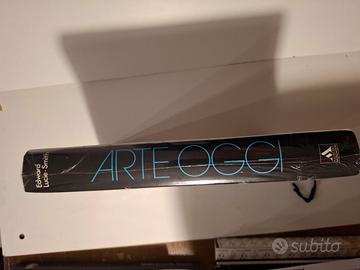 Edward
Lucie-Smith
ARTE OGGI
subito